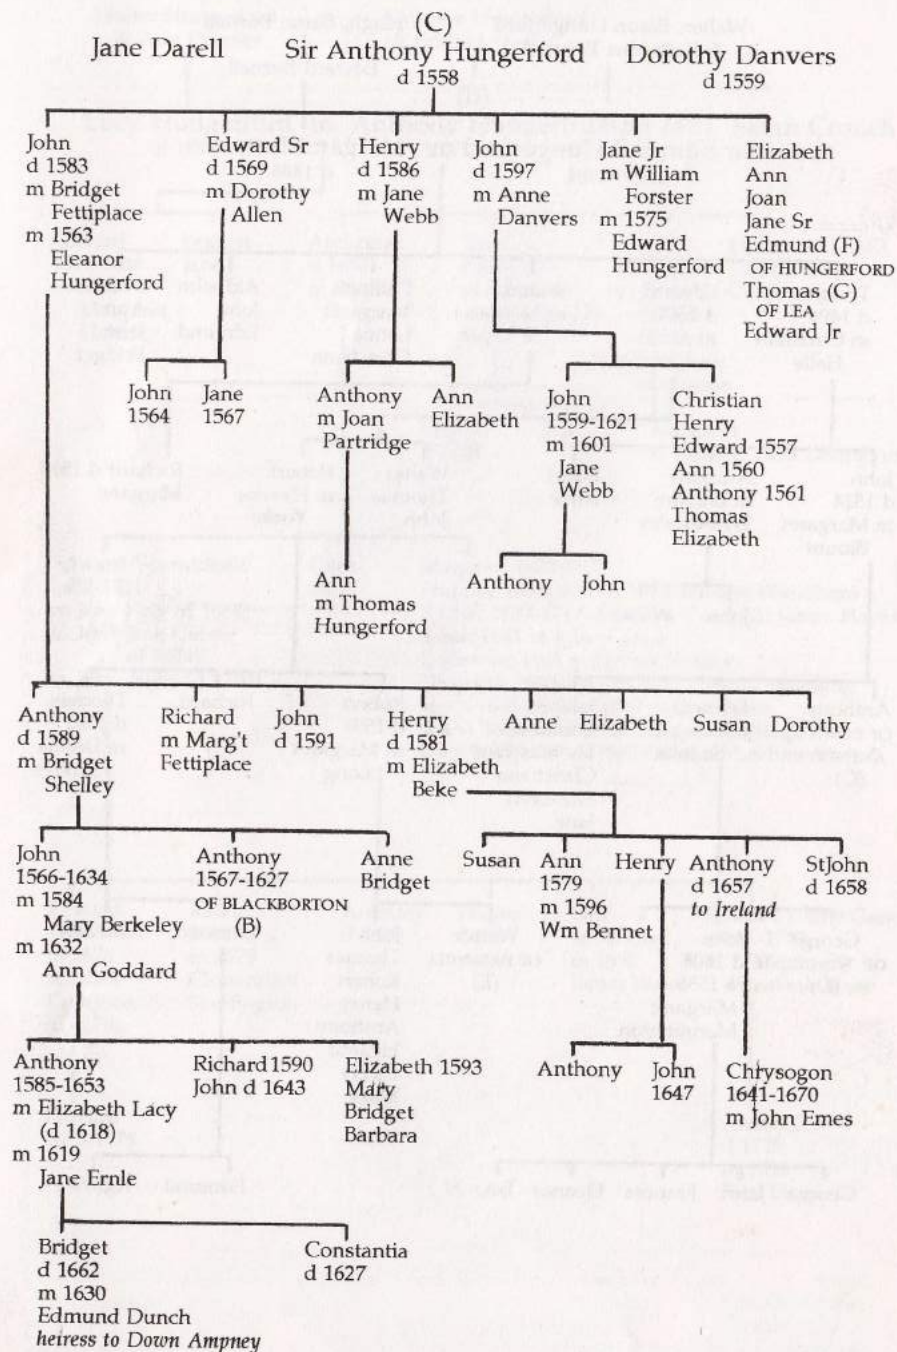 (C)
Jane Darell
Sir Anthony Hungerford
d 1558
Dorothy Danvers
d 1559
John
d 1583
m Bridget
Fettiplace
m 1563
Eleanor
Hungerford
Edward Sr
d 1569
m Dorothy
Allen
Henry
d 1586
m Jane
Webb
John
d 1597
m Anne
Danvers
Jane Jr
m William
Forster
m 1575
Edward
Hungerford
Elizabeth
Ann
Joan
Jane Sr
Edmund (F)
OF HUNGERFORD
Thomas (G)
OF LEA
Edward Jr
John
1564
Jane
1567
Anthony
m Joan
Partridge
Ann
Elizabeth
John
1559-1621
m 1601
Jane
Webb
Christian
Henry
Edward 1557
Ann 1560
Anthony 1561
Thomas
Elizabeth
Ann
m Thomas
Hungerford
Anthony
John
Anthony
d 1589
m Bridget
Shelley
Richard
m Marg't
Fettiplace
John
d 1591
Henry
d 1581
m Elizabeth
Beke
Anne
Elizabeth
Susan
Dorothy
John
1566-1634
m 1584
Mary Berkeley
m 1632
Ann Goddard
Anthony
1567-1627
OF BLACKBORTON
(B)
Anne
Bridget
Susan
Ann
1579
m 1596
Wm Bennet
Henry
Anthony
d 1657
to Ireland
StJohn
d 1658
Anthony
1585-1653
m Elizabeth Lacy
(d 1618)
m 1619
Jane Ernle
Richard 1590
John d 1643
Elizabeth 1593
Mary
Bridget
Barbara
Anthony
John
1647
Chrysogon
1641-1670
m John Emes
Bridget
d 1662
m 1630
Edmund Dunch
heiress to Down Ampney
Constantia
d 1627